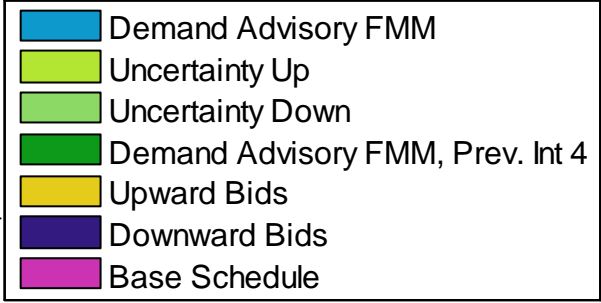 Demand Advisory FMM
Uncertainty Up
Uncertainty Down
Demand Advisory FMM, Prev. Int 4
Upward Bids
Downward Bids
Base Schedule